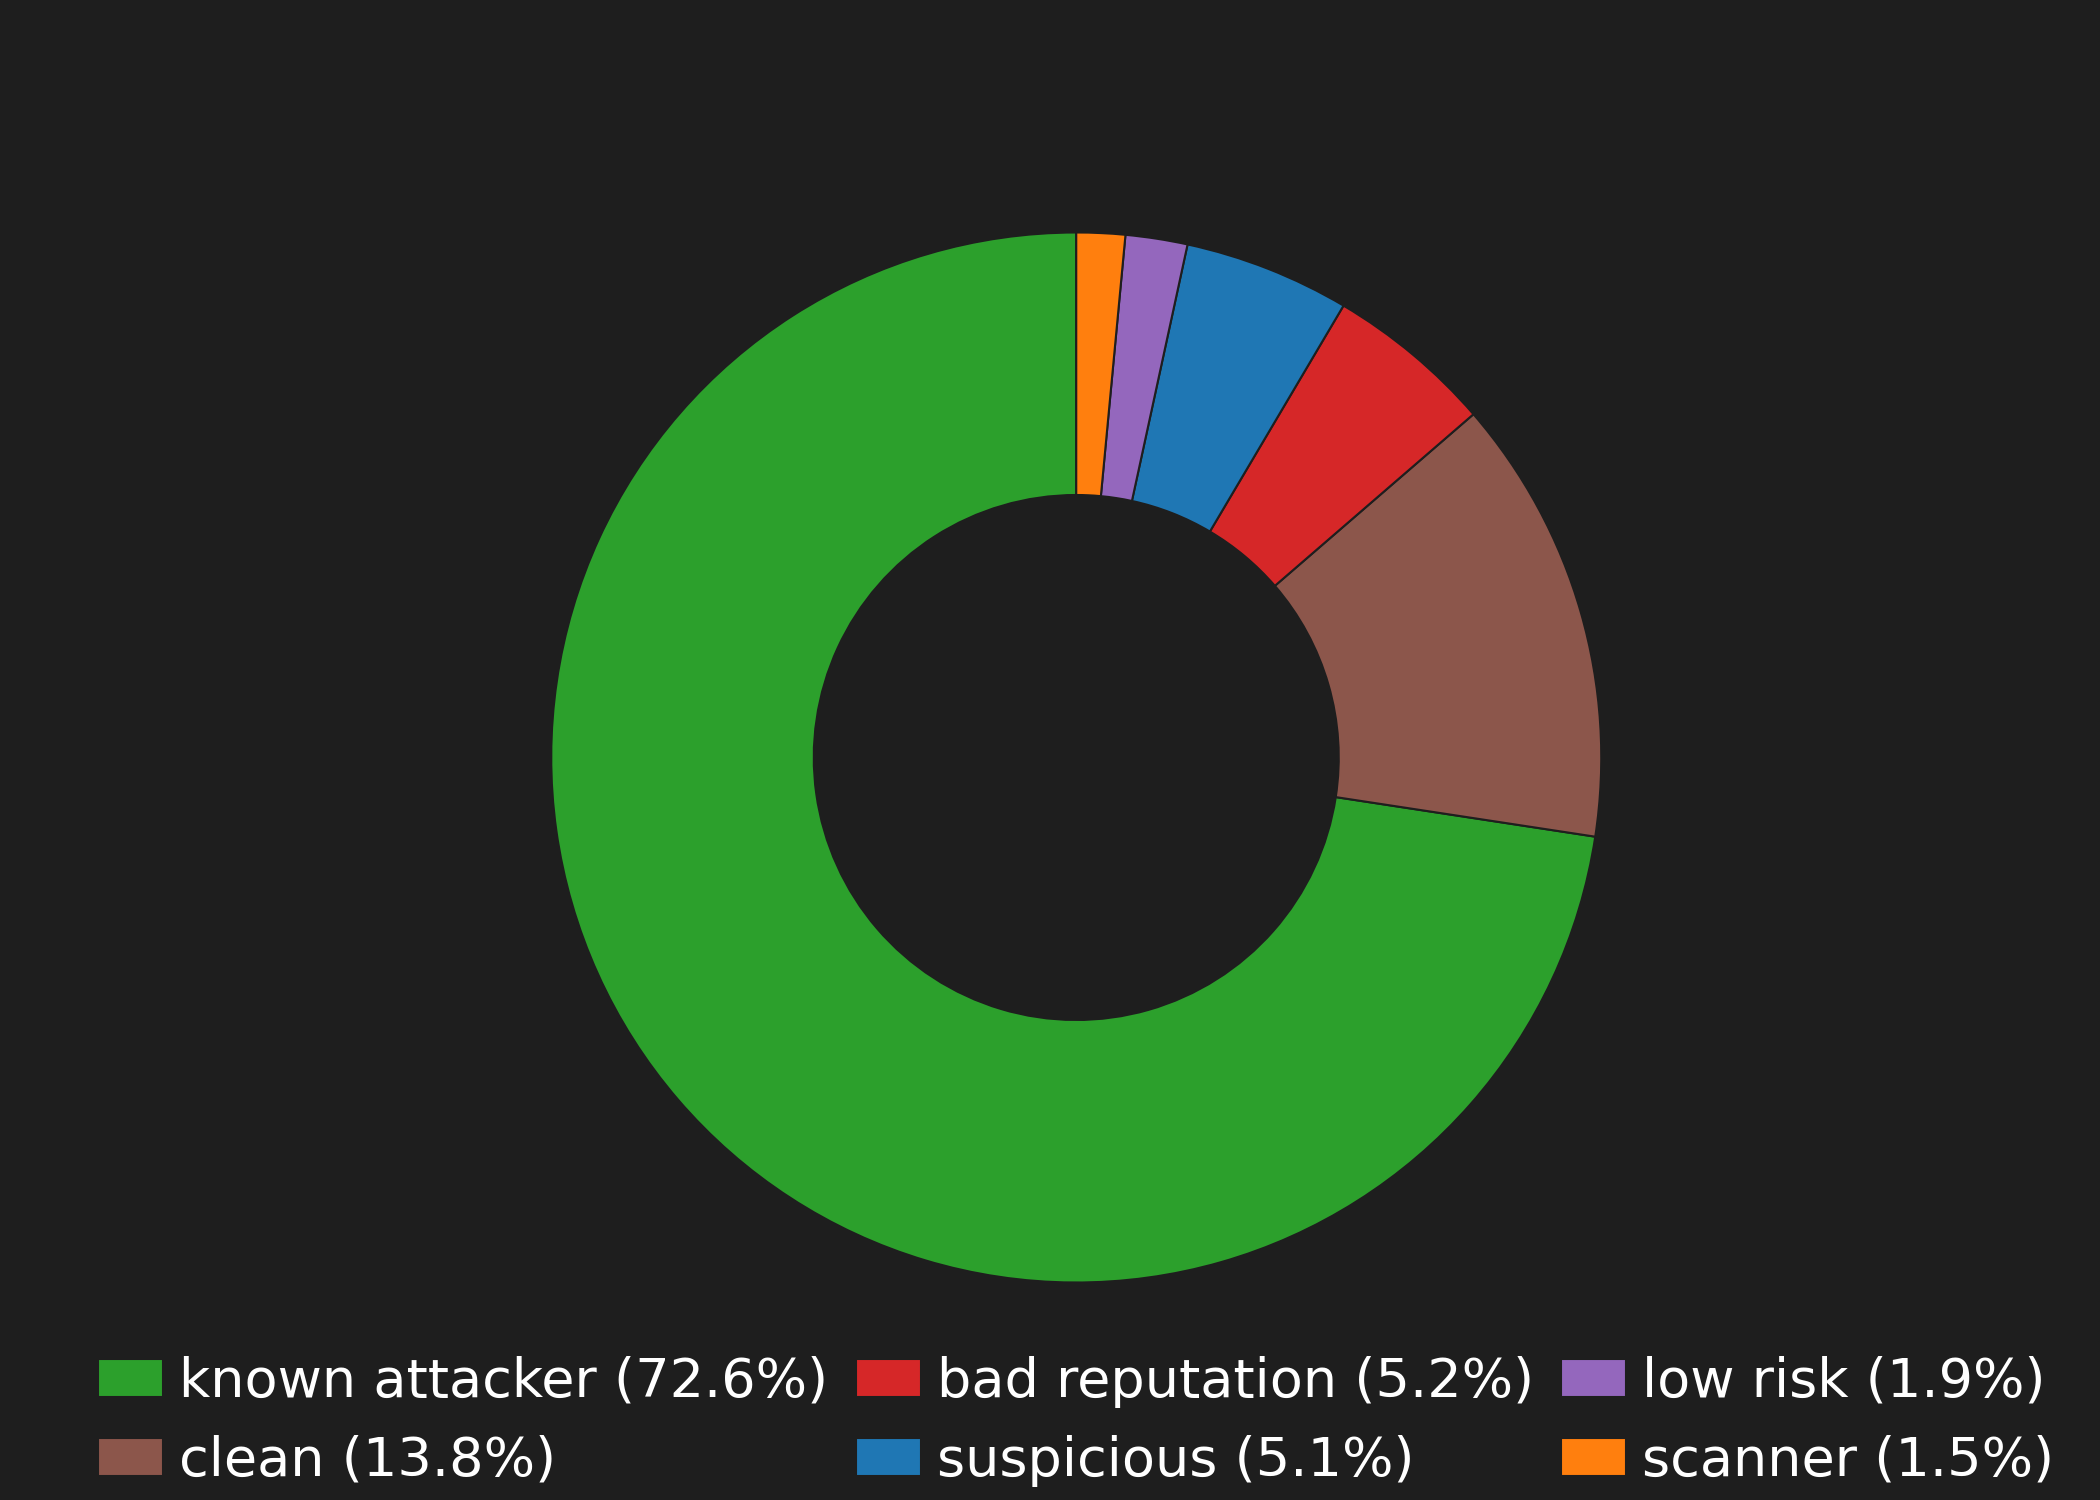 known attacker (72.6%) bad reputation (5.2%) low risk (1.9%)
clean (13.8%) suspicious (5.1%) scanner (1.5%)